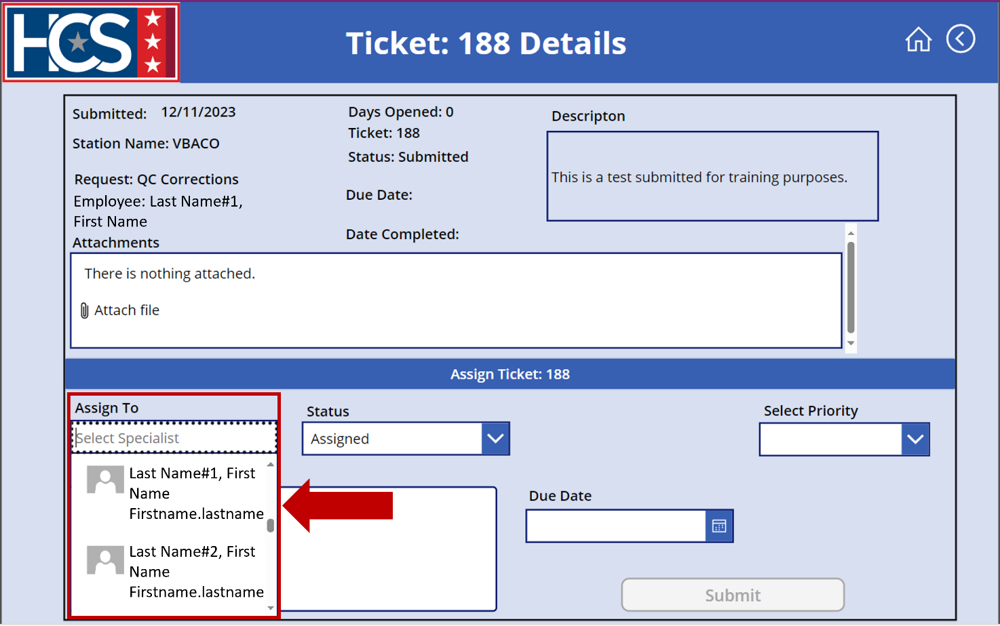 HCS
Ticket: 188 Details
Submitted: 12/11/2023
Station Name: VBACO
Request: QC Corrections
Employee: Last Name#1,
First Name
Days Opened: 0
Ticket: 188
Status: Submitted
Due Date:
Date Completed:
Descripton
This is a test submitted for training purposes.
Attachments
There is nothing attached.
Attach file
Assign Ticket: 188
Assign To
Select Specialist
Last Name#1, First
Name
Firstname.lastname
Last Name#2, First
Name
Firstname.lastname
Status
Assigned
Select Priority
Due Date
Submit